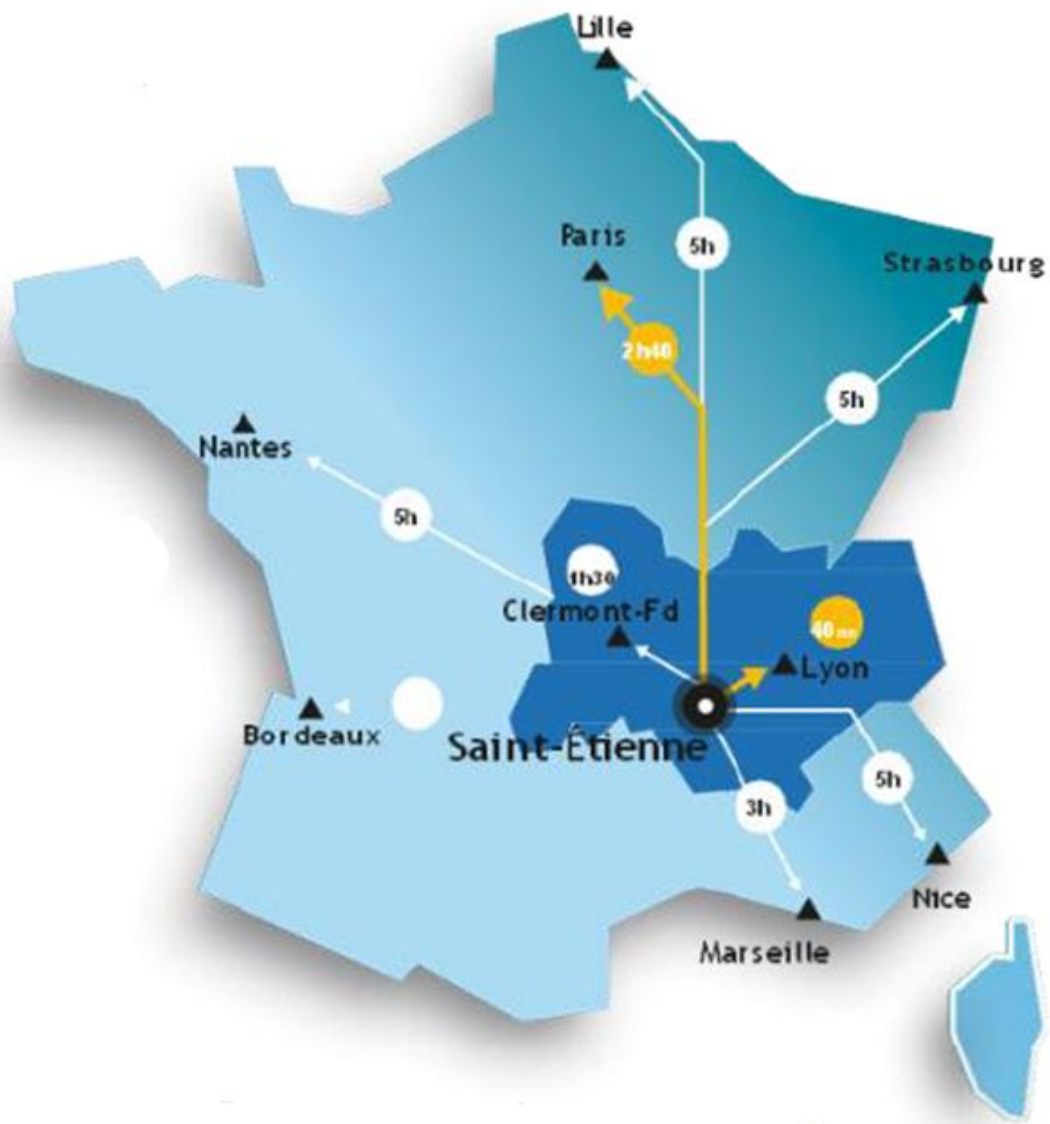 Lille
5h
Paris
Strasbourg
2h40
5h
Nantes
5h
1h30
Clermont-Fd
Lyon
Bordeaux
Saint-Étienne
5h
3h
Nice
Marseille